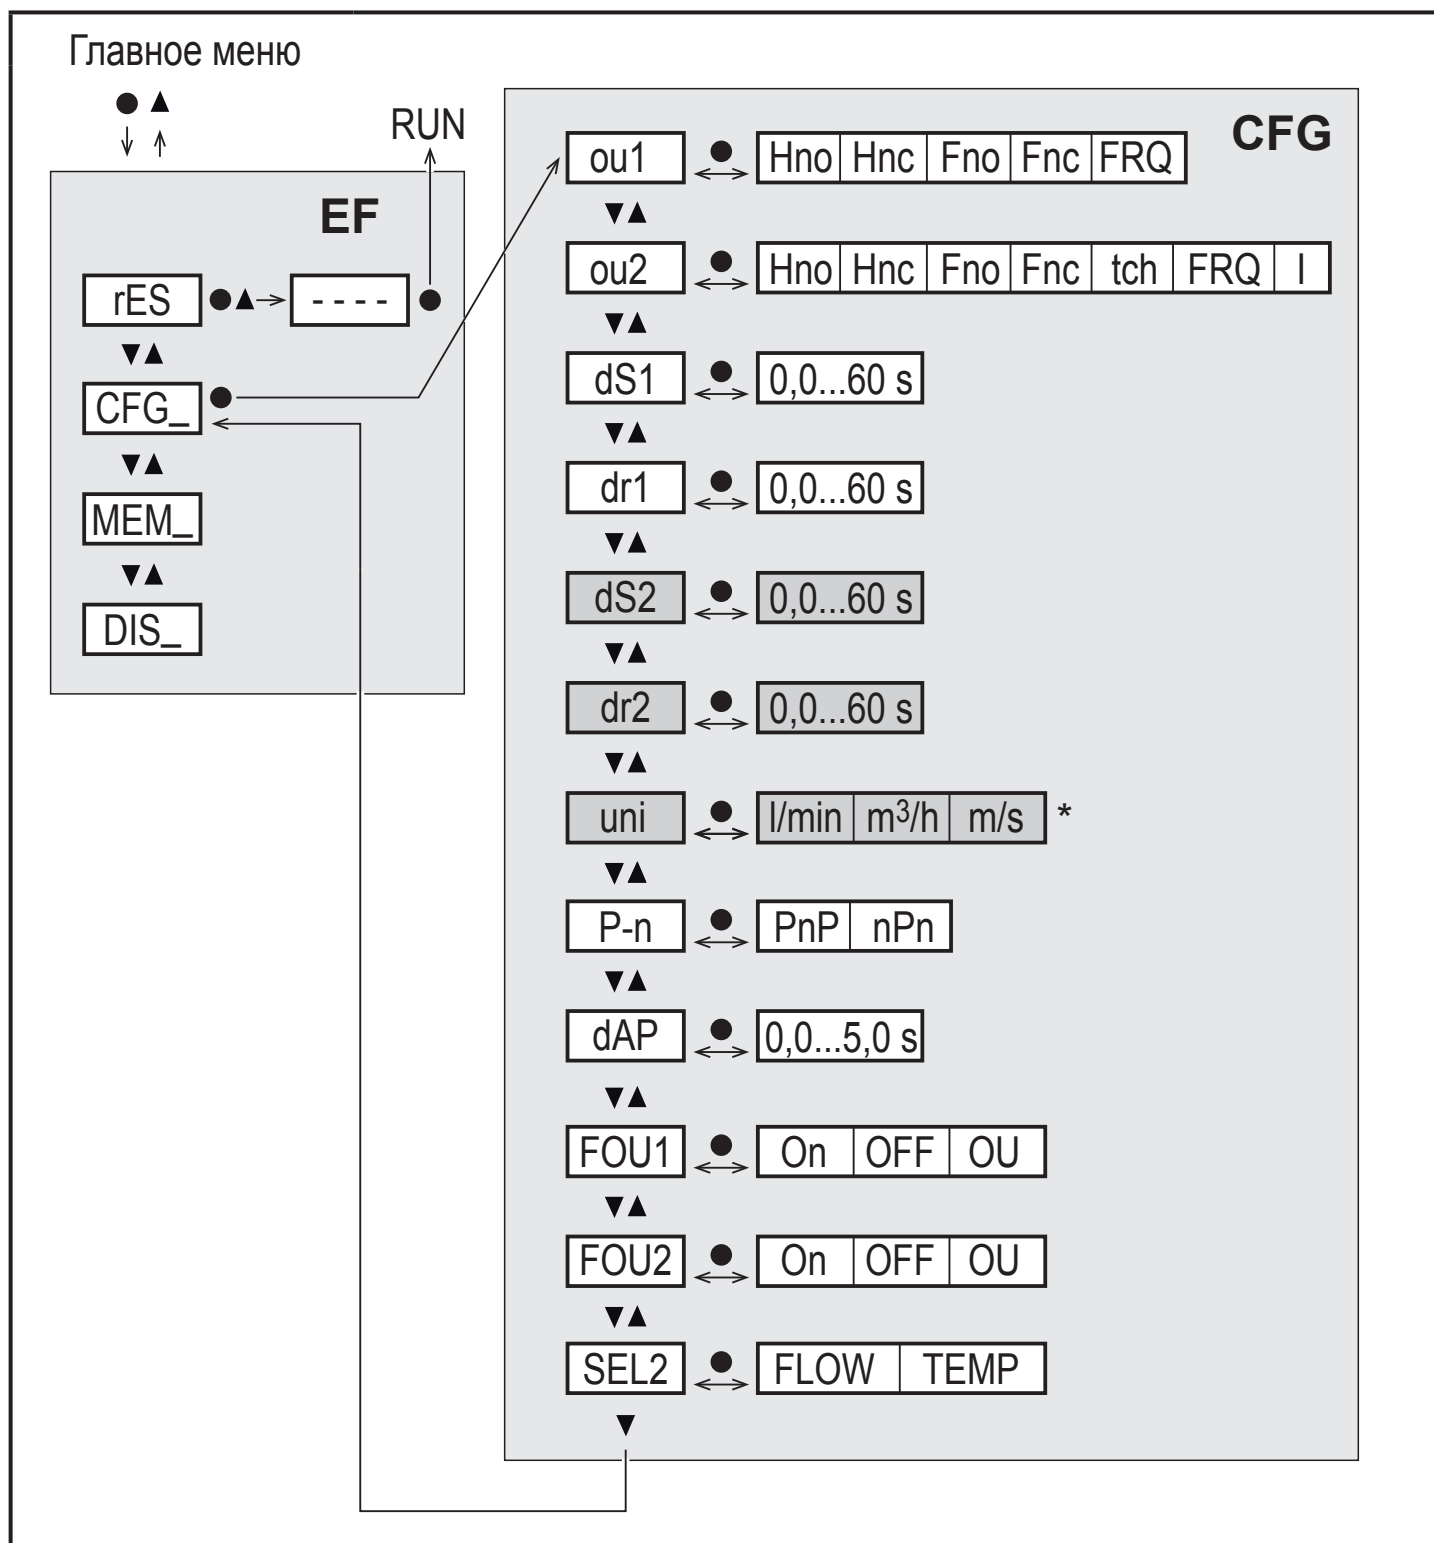 Главное меню
RUN
EF
rES
- - - -
CFG_
MEM_
DIS_
CFG
ou1 Hno Hnc Fno Fnc FRQ
ou2 Hno Hnc Fno Fnc tch FRQ I
dS1 0,0...60 s
dr1 0,0...60 s
dS2 0,0...60 s
dr2 0,0...60 s
uni l/min m³/h m/s *
P-n PnP nPn
dAP 0,0...5,0 s
FOU1 On OFF OU
FOU2 On OFF OU
SEL2 FLOW TEMP